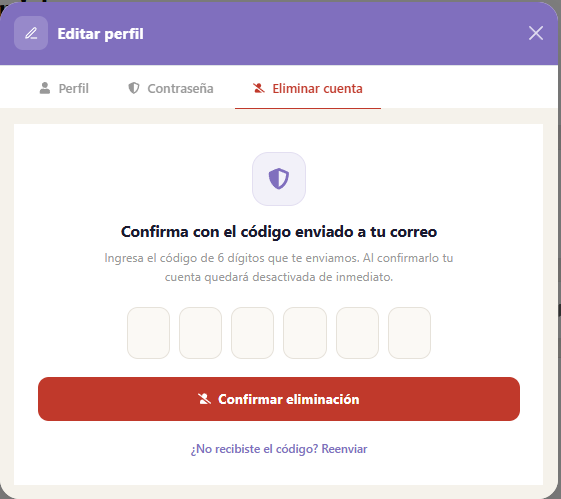 Editar perfil
Perfil
Contraseña
Eliminar cuenta
Confirma con el código enviado a tu correo
Ingresa el código de 6 dígitos que te enviamos. Al confirmarlo tu
cuenta quedará desactivada de inmediato.
Confirmar eliminación
¿No recibiste el código? Reenviar